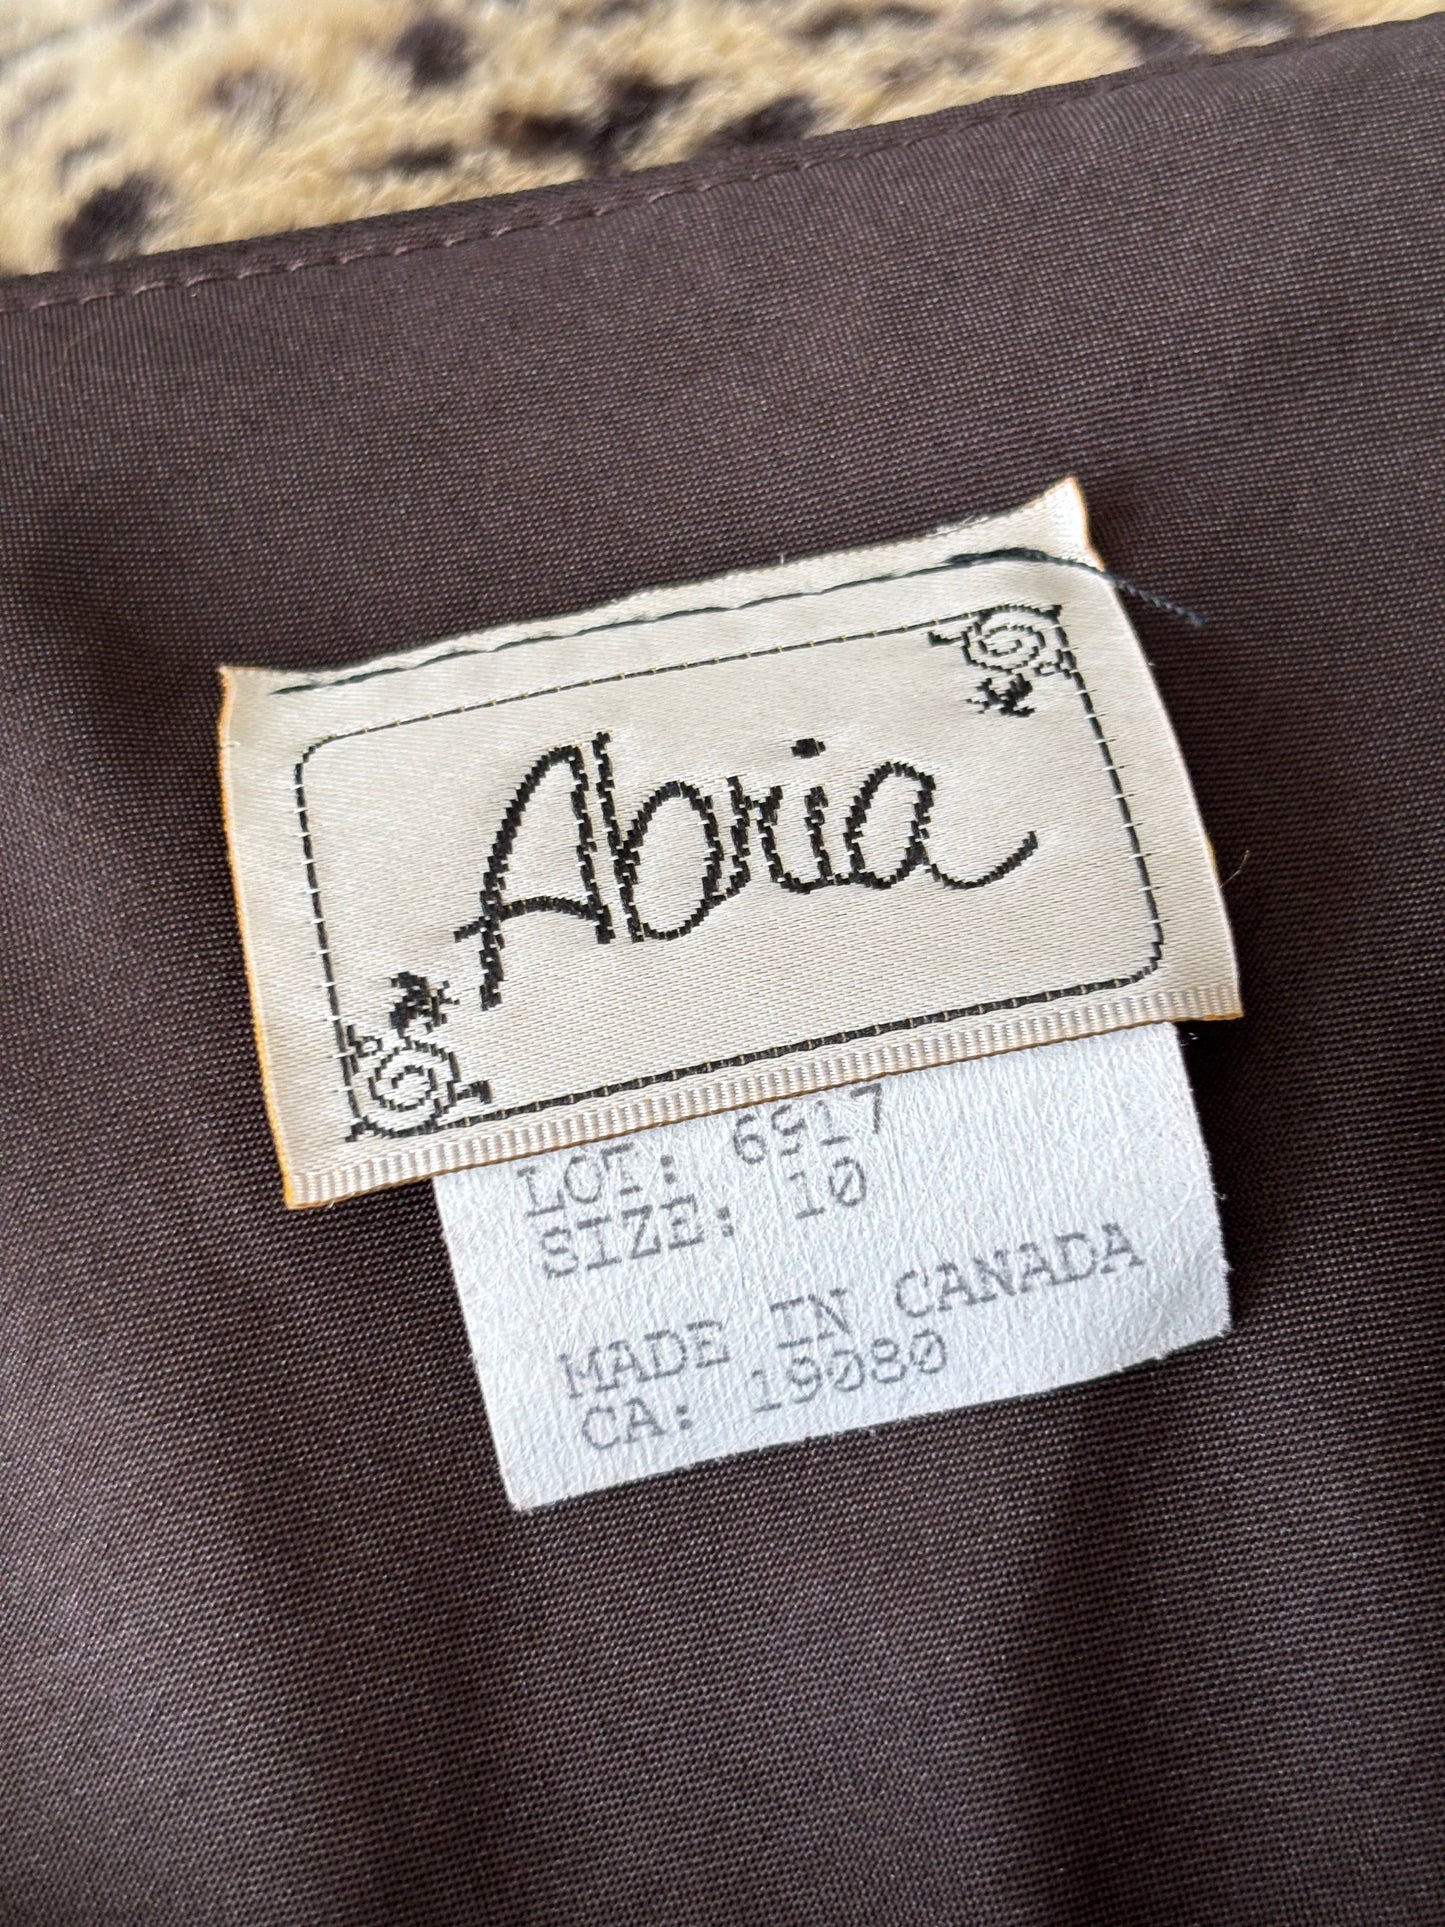 Abria
LOT: 6917
SIZE: 10
MADE IN CANADA
CA: 19080